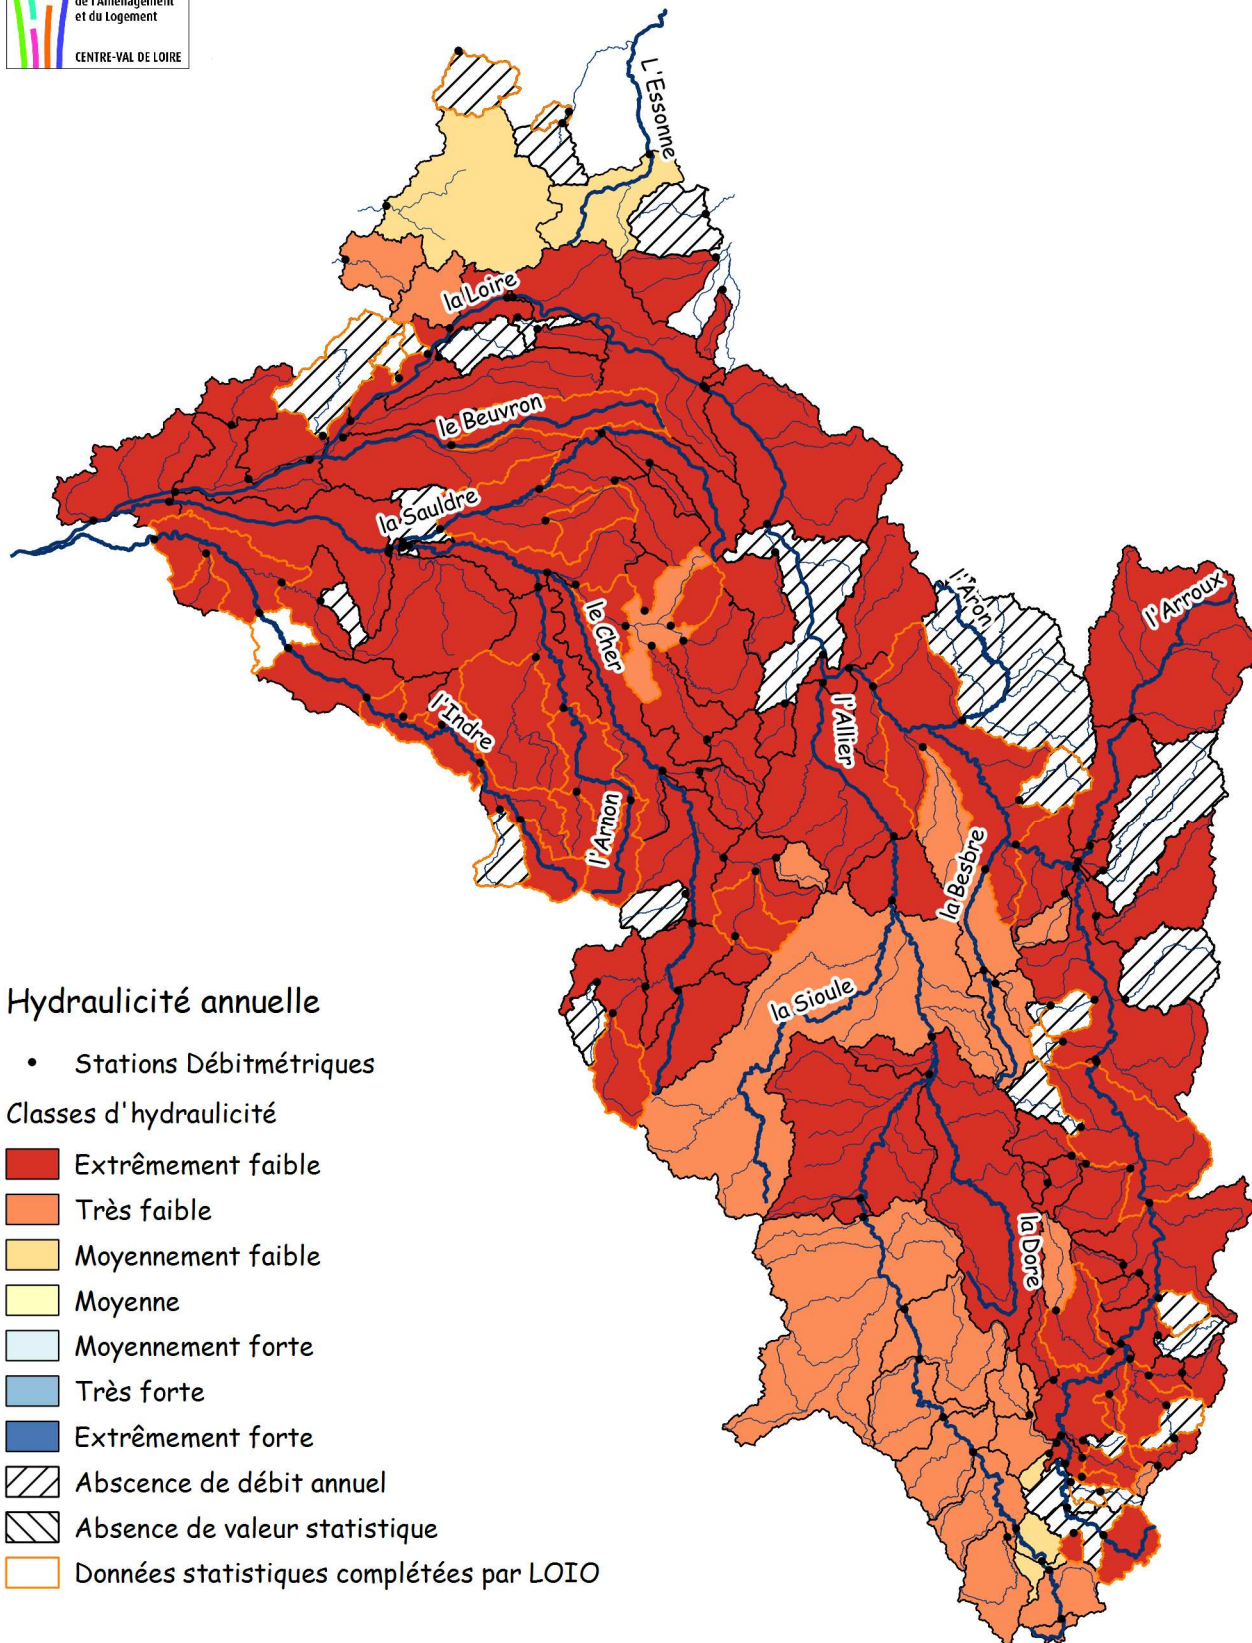 de l'Aménagement
et du Logement
CENTRE-VAL DE LOIRE
L'Essonne
la Loire
le Beuvron
la Sauldre
le Cher
l'Aron
l'Arroux
l'Indre
l'Allier
l'Arnon
la Besbre
la Sioule
la Dore
Hydraulicité annuelle
Stations Débitmétriques
Classes d'hydraulicité
Extrêmement faible
Très faible
Moyennement faible
Moyenne
Moyennement forte
Très forte
Extrêmement forte
Abscence de débit annuel
Absence de valeur statistique
Données statistiques complétées par LOIO